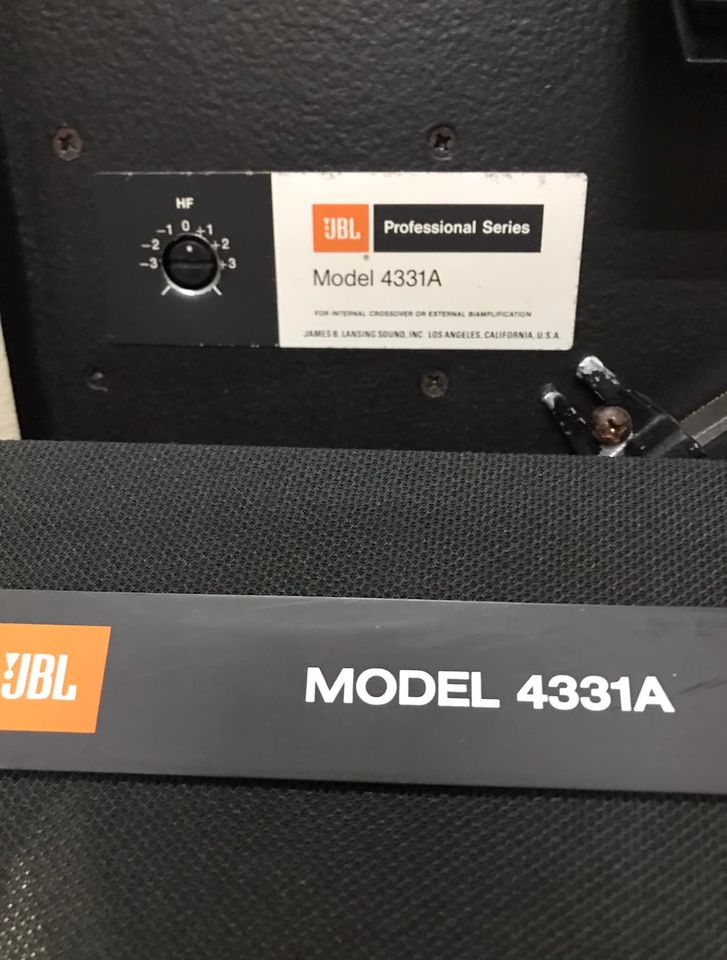 HF
-1 0 +1
-2 +2
-3 +3
JBL Professional Series
®
Model 4331A
FOR INTERNAL CROSSOVER OR EXTERNAL BIAMPLIFICATION
JAMES B. LANSING SOUND, INC. LOS ANGELES, CALIFORNIA, U.S.A.
JBL MODEL 4331A